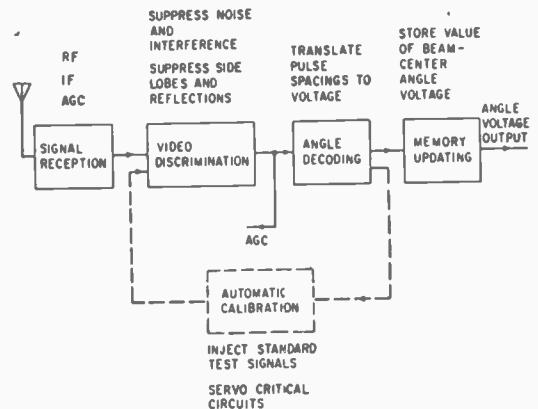 RF
IF
AGC
SUPPRESS NOISE
AND
INTERFERENCE
SUPPRESS SIDE
LOBES AND
REFLECTIONS
TRANSLATE
PULSE
SPACINGS TO
VOLTAGE
STORE VALUE
OF BEAM-
CENTER
ANGLE
VOLTAGE
SIGNAL
RECEPTION
VIDEO
DISCRIMINATION
ANGLE
DECODING
MEMORY
UPDATING
ANGLE
VOLTAGE
OUTPUT
AGC
AUTOMATIC
CALIBRATION
INJECT STANDARD
TEST SIGNALS
SERVO CRITICAL
CIRCUITS